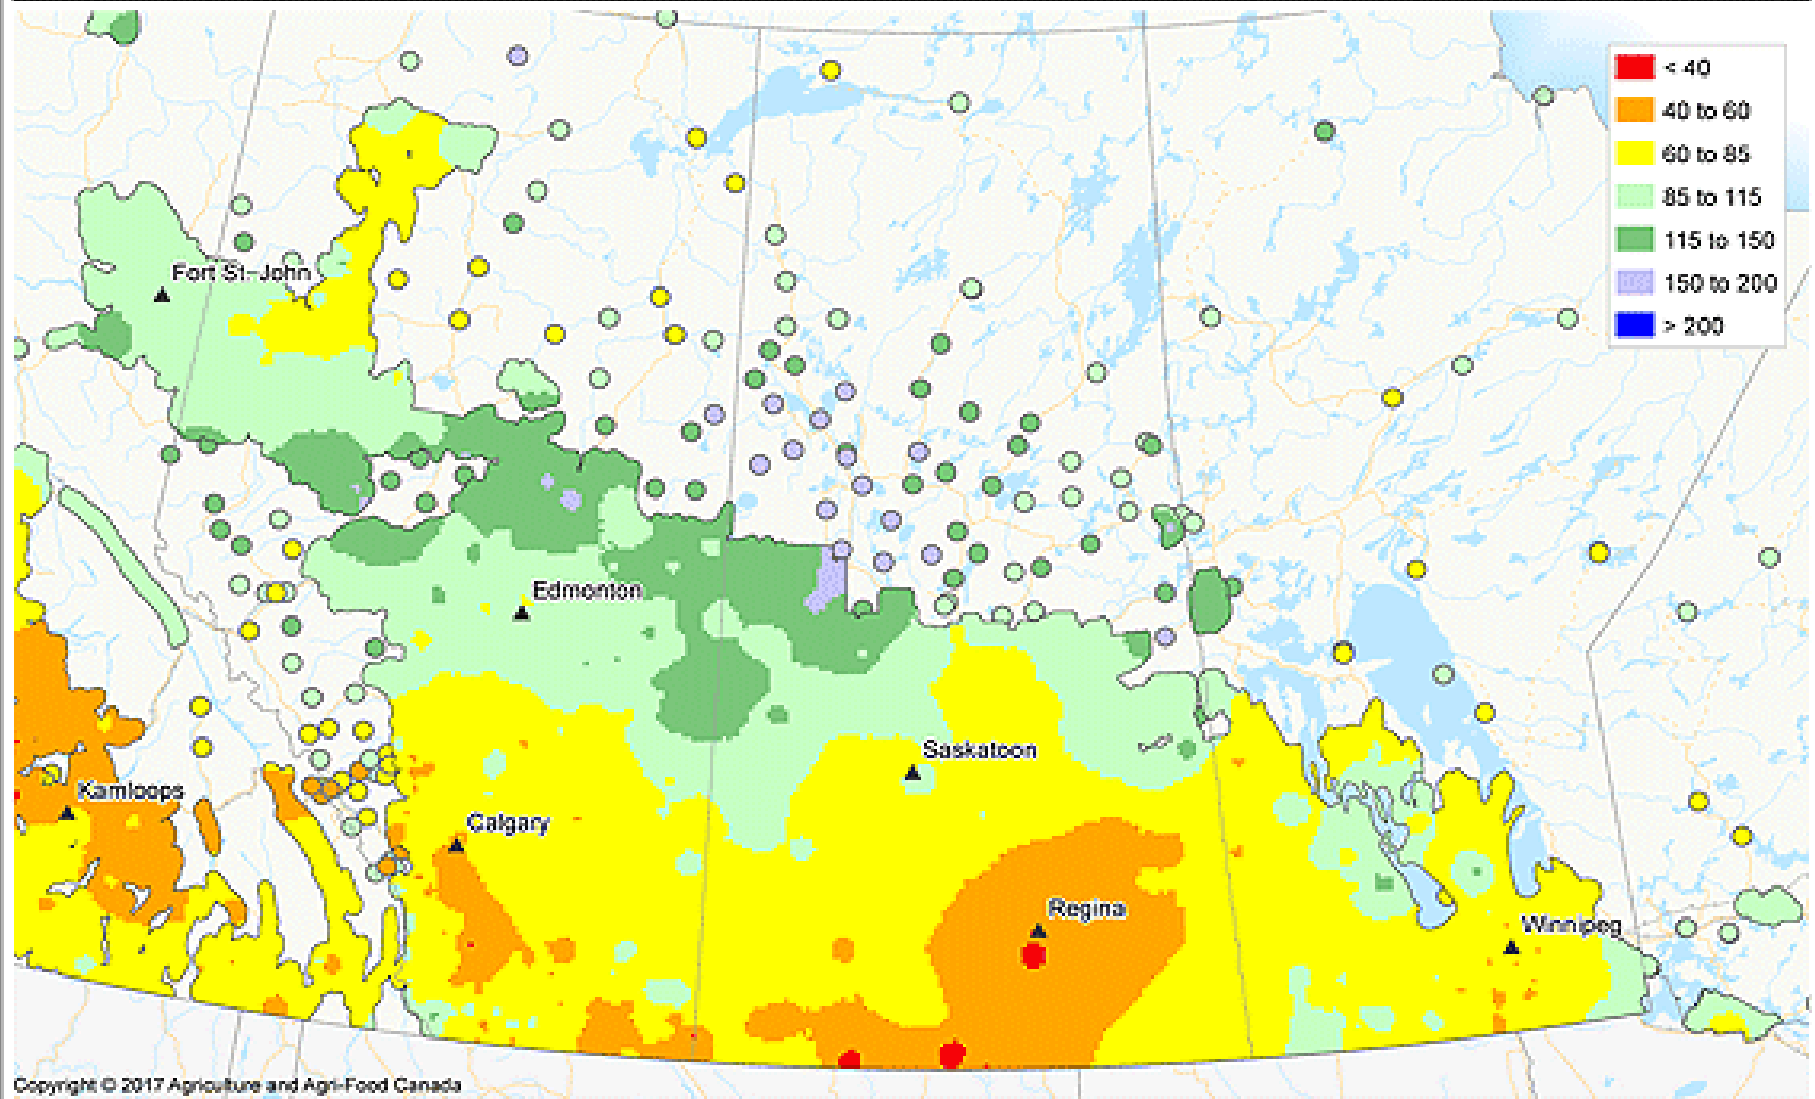 < 40
40 to 60
60 to 85
85 to 115
115 to 150
150 to 200
> 200
Fort St-John
Edmonton
Saskatoon
Kamloops
Calgary
Regina
Winnipeg
Copyright © 2017 Agriculture and Agri-Food Canada